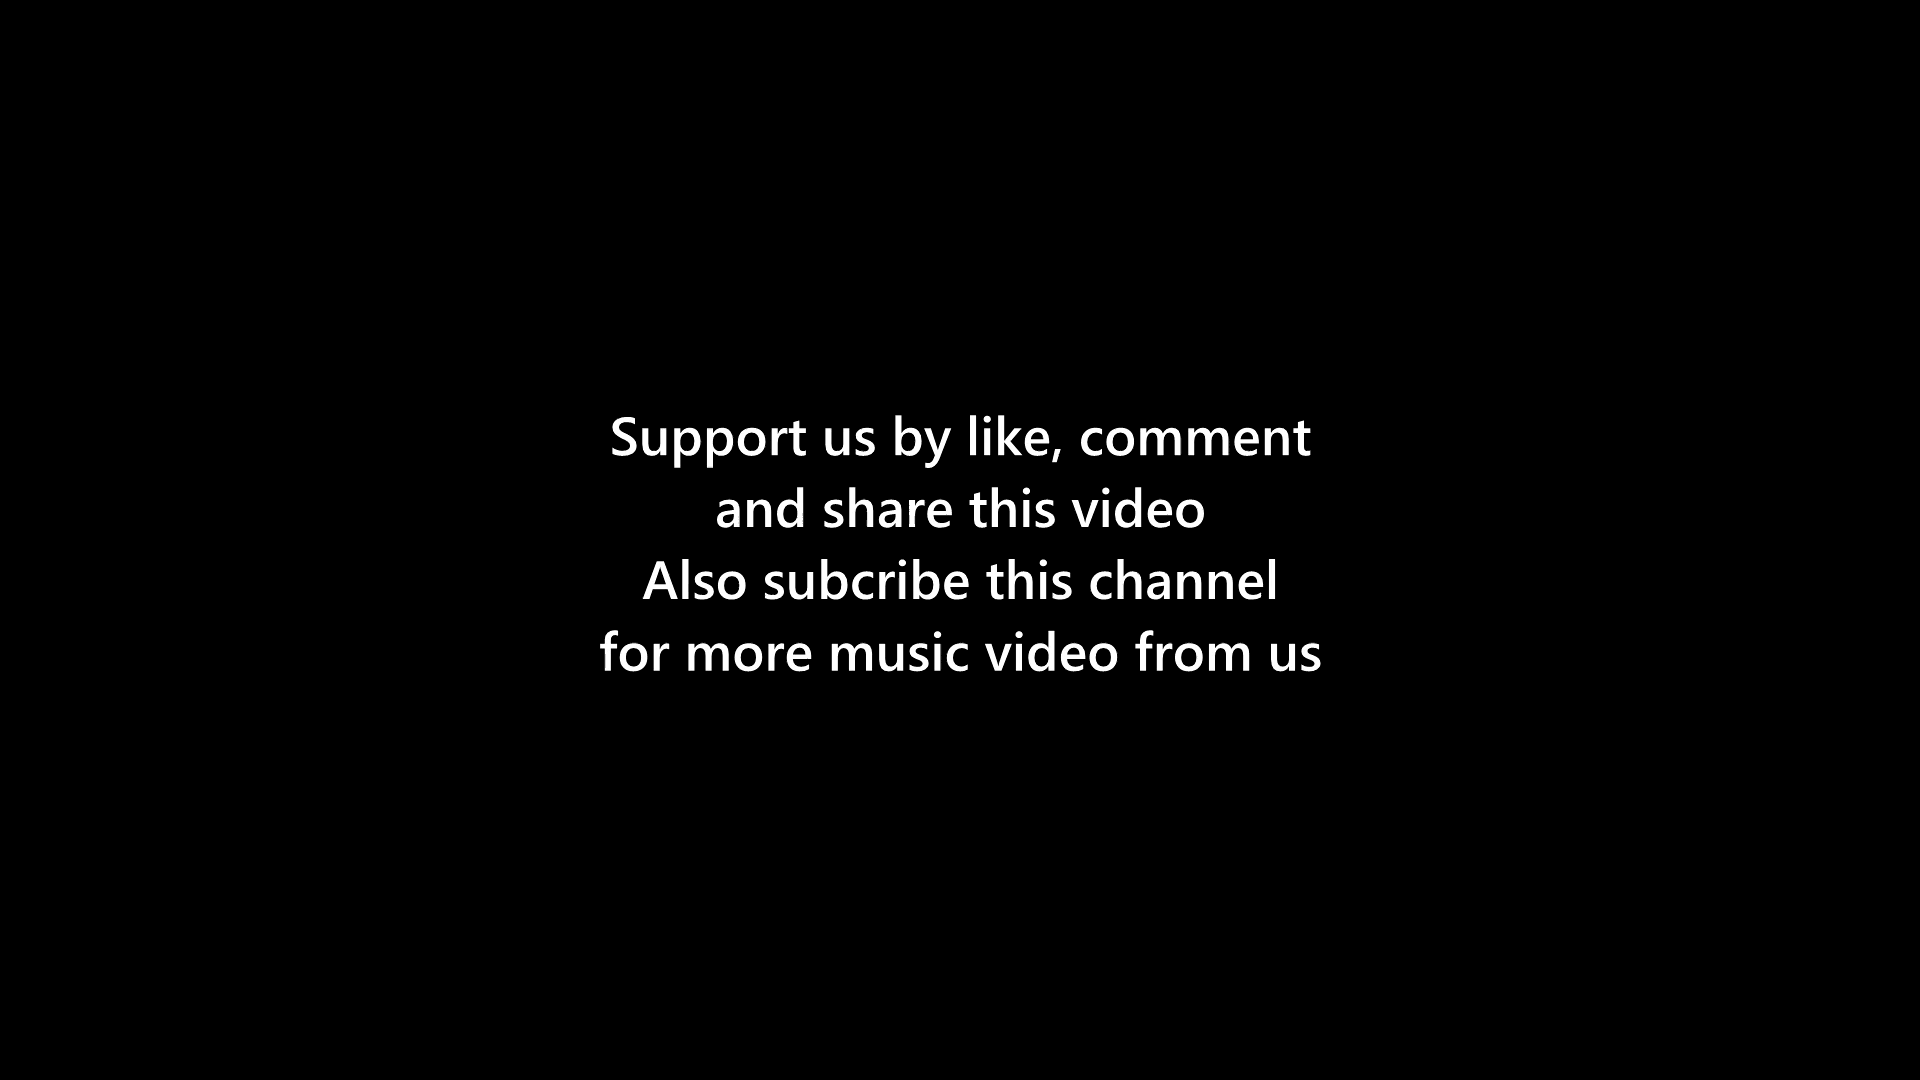 Support us by like, comment
and share this video
Also subcribe this channel
for more music video from us